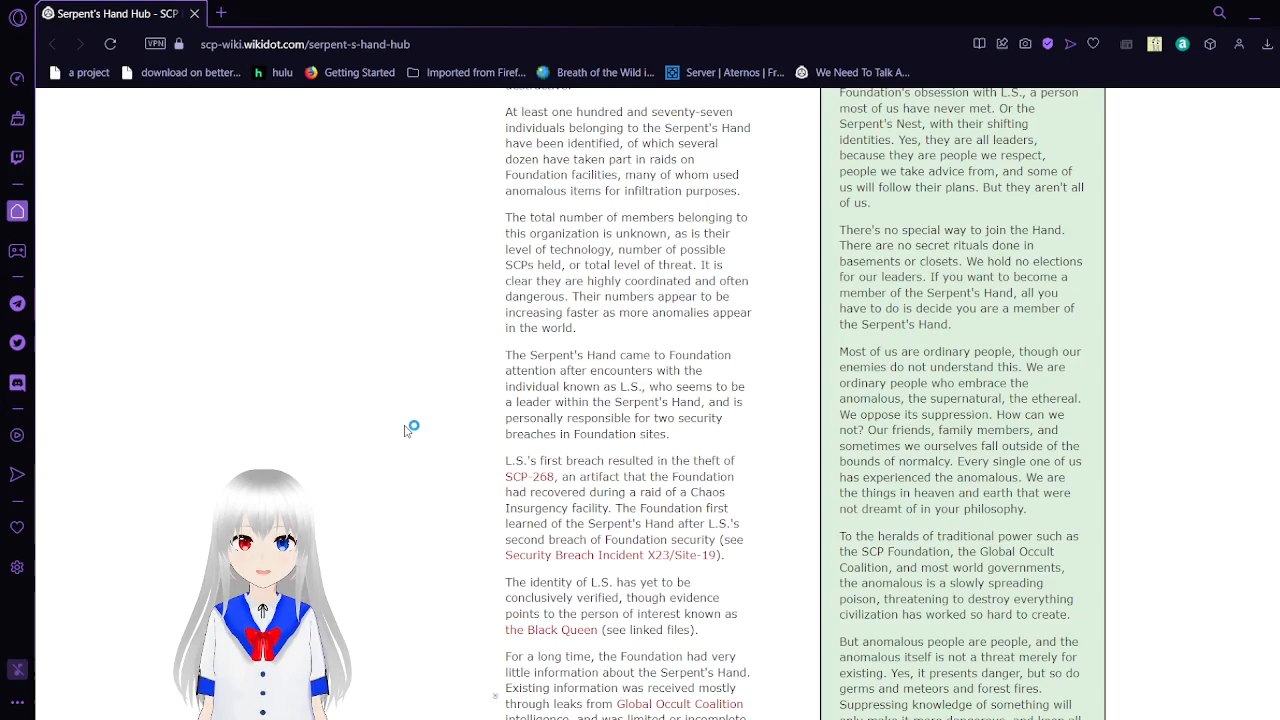 Serpent's Hand Hub - SCP
VPN
scp-wiki.wikidot.com/serpent-s-hand-hub
a project
download on better...
hulu
Getting Started
Imported from Firef...
Breath of the Wild i...
Server | Aternos | Fr...
We Need To Talk A...
destructive.
At least one hundred and seventy-seven
individuals belonging to the Serpent's Hand
have been identified, of which several
dozen have taken part in raids on
Foundation facilities, many of whom used
anomalous items for infiltration purposes.
The total number of members belonging to
this organization is unknown, as is their
level of technology, number of possible
SCPs held, or total level of threat. It is
clear they are highly coordinated and often
dangerous. Their numbers appear to be
increasing faster as more anomalies appear
in the world.
The Serpent's Hand came to Foundation
attention after encounters with the
individual known as L.S., who seems to be
a leader within the Serpent's Hand, and is
personally responsible for two security
breaches in Foundation sites.
L.S.'s first breach resulted in the theft of
SCP-268, an artifact that the Foundation
had recovered during a raid of a Chaos
Insurgency facility. The Foundation first
learned of the Serpent's Hand after L.S.'s
second breach of Foundation security (see
Security Breach Incident X23/Site-19).
The identity of L.S. has yet to be
conclusively verified, though evidence
points to the person of interest known as
the Black Queen (see linked files).
For a long time, the Foundation had very
little information about the Serpent's Hand.
Existing information was received mostly
through leaks from Global Occult Coalition
intelligence, and was limited or incomplete
Foundation's obsession with L.S., a person
most of us have never met. Or the
Serpent's Nest, with their shifting
identities. Yes, they are all leaders,
because they are people we respect,
people we take advice from, and some of
us will follow their plans. But they aren't all
of us.
There's no special way to join the Hand.
There are no secret rituals done in
basements or closets. We hold no elections
for our leaders. If you want to become a
member of the Serpent's Hand, all you
have to do is decide you are a member of
the Serpent's Hand.
Most of us are ordinary people, though our
enemies do not understand this. We are
ordinary people who embrace the
anomalous, the supernatural, the ethereal.
We oppose its suppression. How can we
not? Our friends, family members, and
sometimes we ourselves fall outside of the
bounds of normalcy. Every single one of us
has experienced the anomalous. We are
the things in heaven and earth that were
not dreamt of in your philosophy.
To the heralds of traditional power such as
the SCP Foundation, the Global Occult
Coalition, and most world governments,
the anomalous is a slowly spreading
poison, threatening to destroy everything
civilization has worked so hard to create.
But anomalous people are people, and the
anomalous itself is not a threat merely for
existing. Yes, it presents danger, but so do
germs and meteors and forest fires.
Suppressing knowledge of something will
only make it more dangerous, and keep all